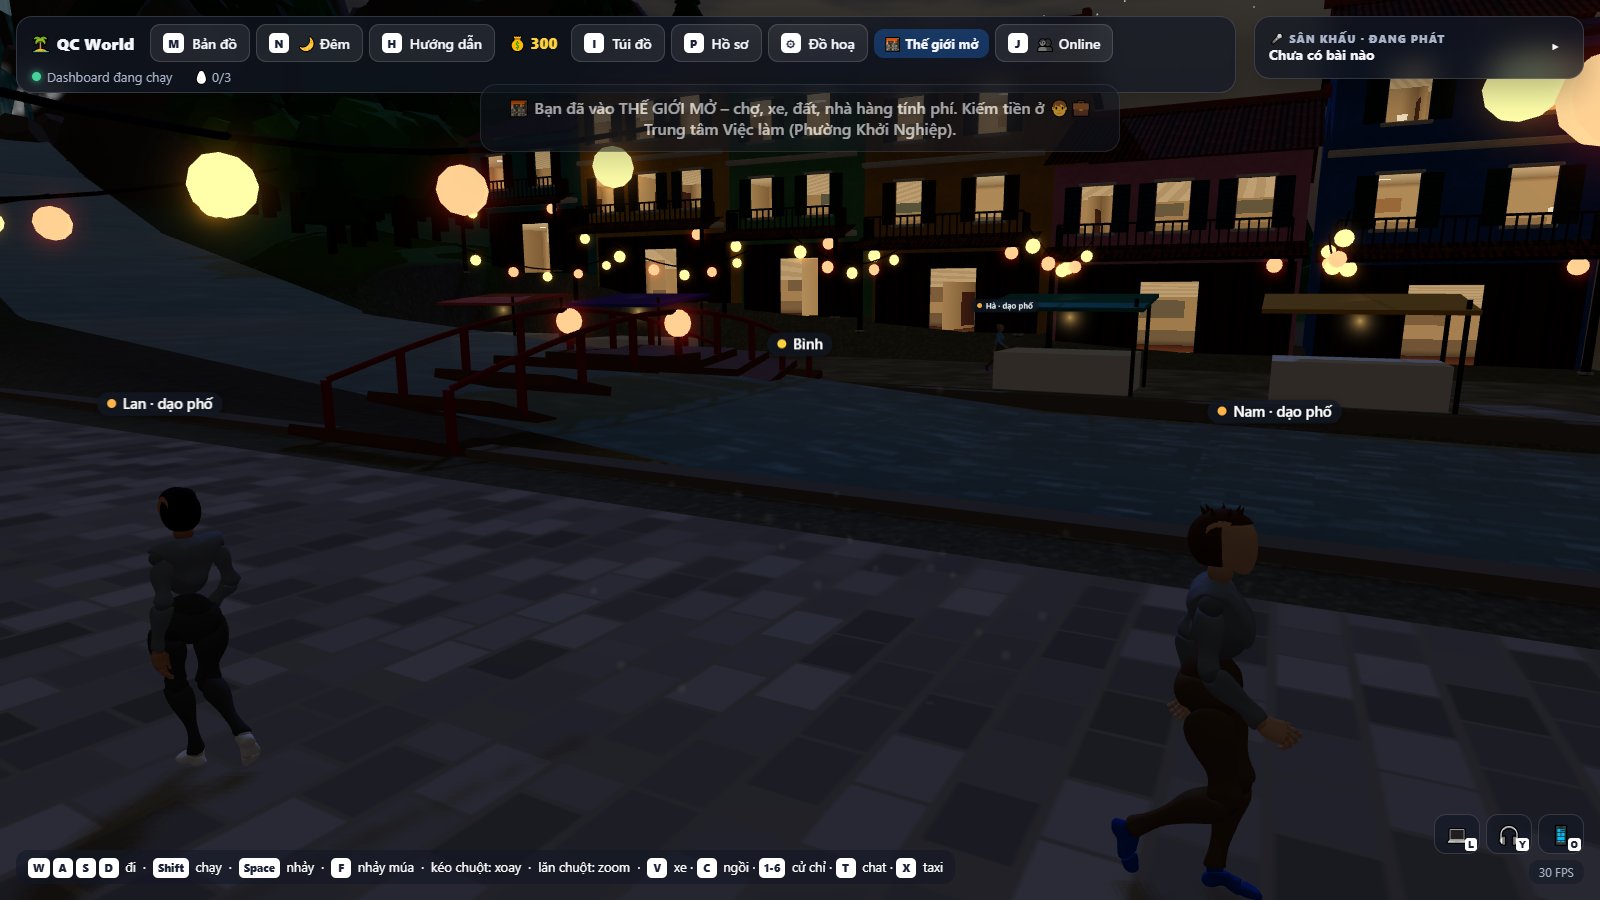 QC World
M Bản đồ
N Đêm
H Hướng dẫn
300
I Túi đồ
P Hồ sơ
Đồ hoạ
Thế giới mở
J Online
Dashboard đang chạy
0/3
SÂN KHẤU · ĐANG PHÁT
Chưa có bài nào
Bạn đã vào THẾ GIỚI MỞ – chợ, xe, đất, nhà hàng tính phí. Kiếm tiền ở
Trung tâm Việc làm (Phường Khởi Nghiệp).
Hà · dạo phố
Bình
Lan · dạo phố
Nam · dạo phố
L
Y
O
W A S D đi · Shift chạy · Space nhảy · F nhảy múa · kéo chuột: xoay · lăn chuột: zoom · V xe · C ngồi · 1-6 cử chỉ · T chat · X taxi
30 FPS